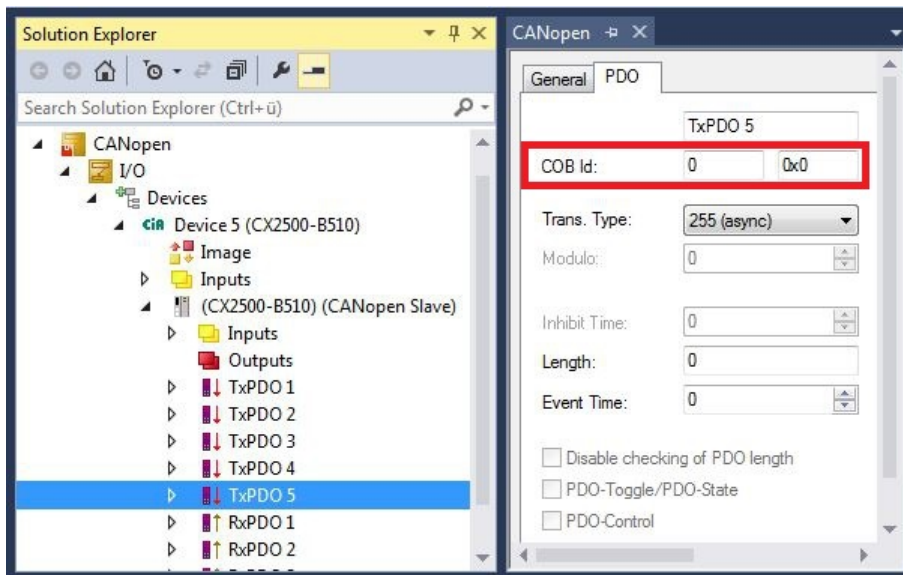 Solution Explorer
Search Solution Explorer (Ctrl+ü)
CANopen
I/O
Devices
CiA Device 5 (CX2500-B510)
Image
Inputs
(CX2500-B510) (CANopen Slave)
Inputs
Outputs
TxPDO 1
TxPDO 2
TxPDO 3
TxPDO 4
TxPDO 5
RxPDO 1
RxPDO 2
CANopen
General PDO
TxPDO 5
COB Id: 0 0x0
Trans. Type: 255 (async)
Modulo: 0
Inhibit Time: 0
Length: 0
Event Time: 0
Disable checking of PDO length
PDO-Toggle/PDO-State
PDO-Control